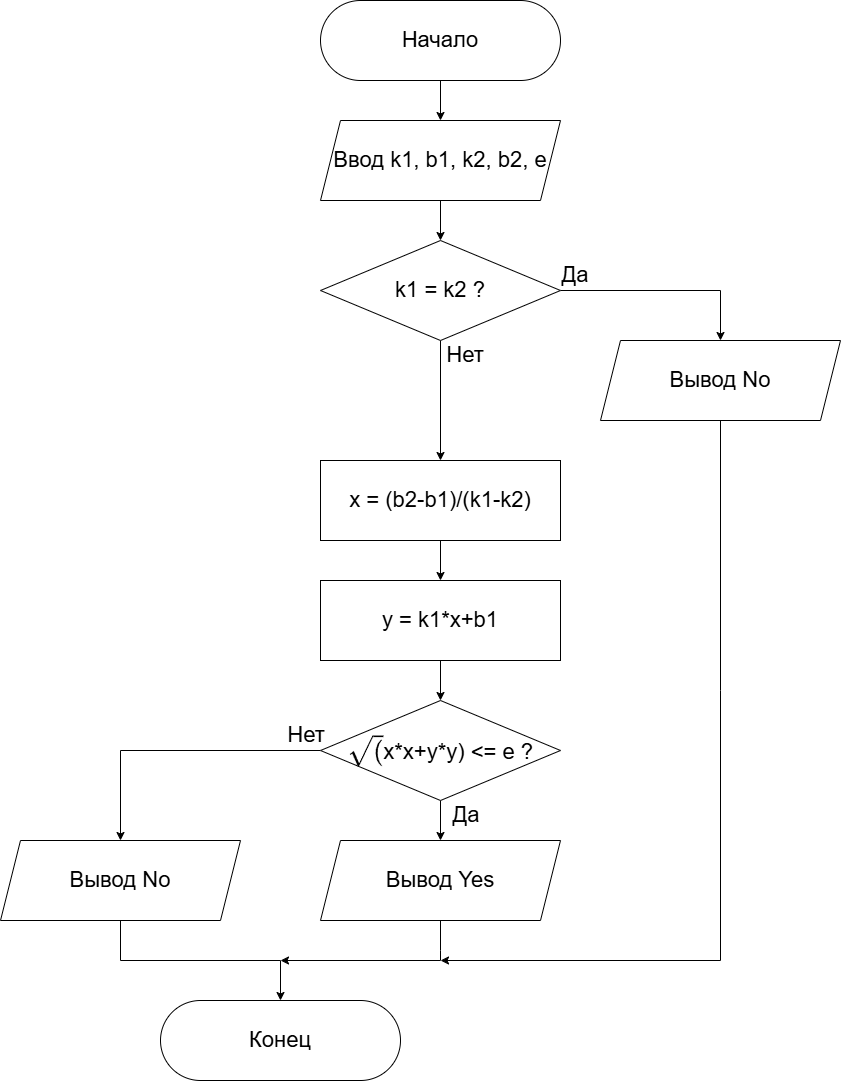 Начало
Ввод k1, b1, k2, b2, e
k1 = k2 ?
Да
Нет
Вывод No
x = (b2-b1)/(k1-k2)
y = k1*x+b1
√(x*x+y*y) <= e ?
Нет
Да
Вывод No
Вывод Yes
Конец